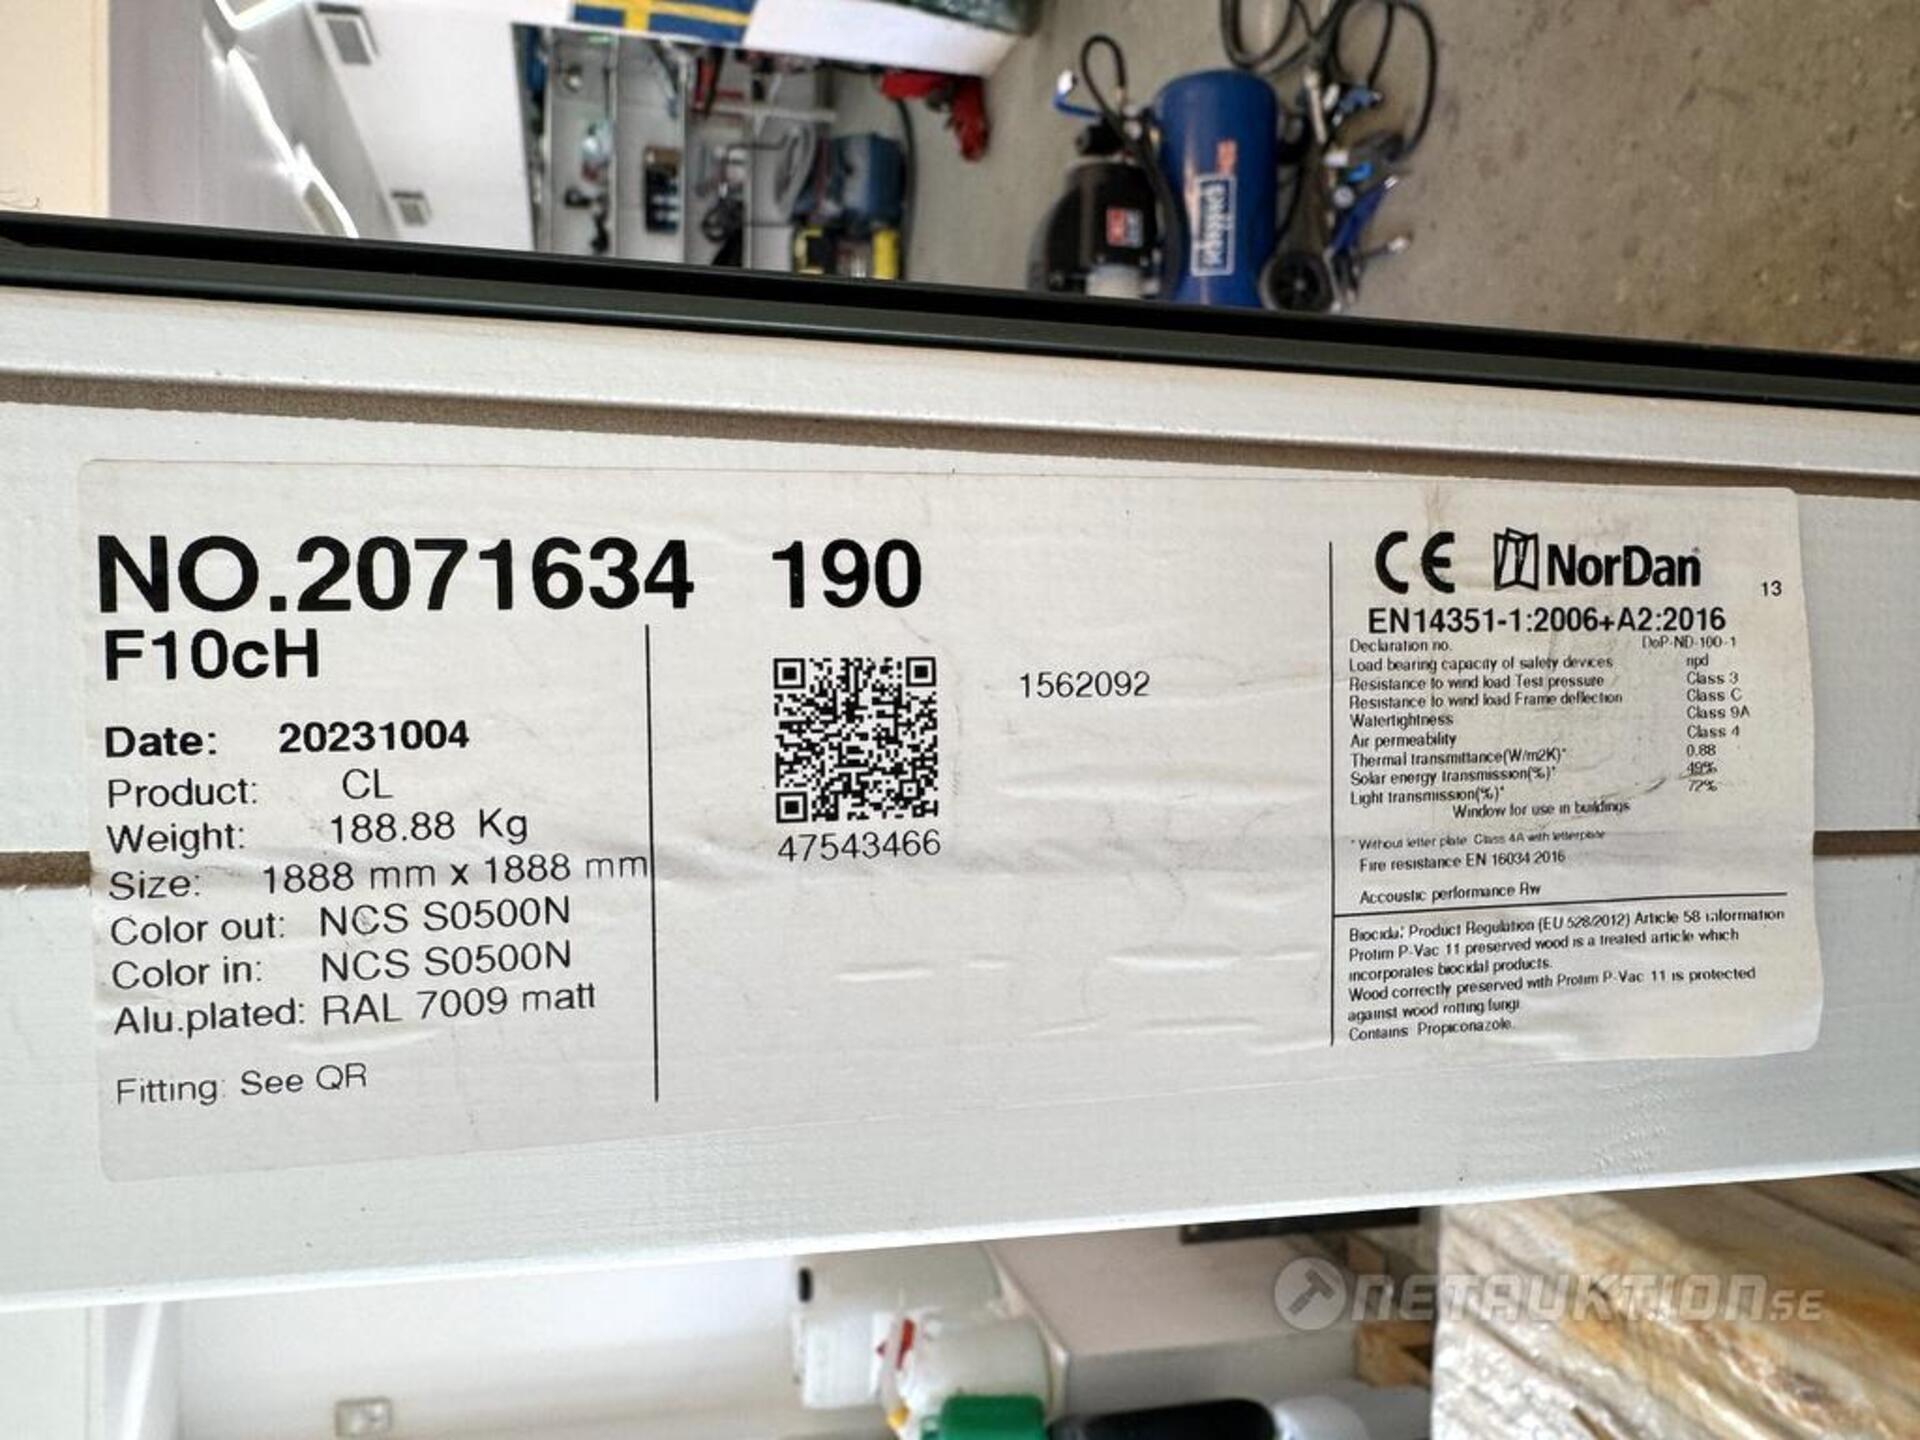 NO.2071634 190
F10cH
Date: 20231004
Product: CL
Weight: 188.88 Kg
Size: 1888 mm x 1888 mm
Color out: NCS S0500N
Color in: NCS S0500N
Alu.plated: RAL 7009 matt
Fitting: See QR
47543466
1562092
CE NorDan 13
EN14351-1:2006+A2:2016
Declaration no. DoP-ND-100-1
Load bearing capacity of safety devices npd
Resistance to wind load Test pressure Class 3
Resistance to wind load Frame deflection Class C
Watertightness Class 9A
Air permeability Class 4
Thermal transmittance(W/m2K)* 0.88
Solar energy transmission(%)* 49%
Light transmission(%)* 72%
Window for use in buildings
* Without letter plate. Class 4A with letterplate
Fire resistance EN 16034:2016
Accoustic performance Rw
Biocidal Product Regulation (EU 528/2012) Article 58 information
Protim P-Vac 11 preserved wood is a treated article which
incorporates biocidal products.
Wood correctly preserved with Protim P-Vac 11 is protected
against wood rotting fungi
Contains: Propiconazole.
scheppach
NETAUKTION.SE